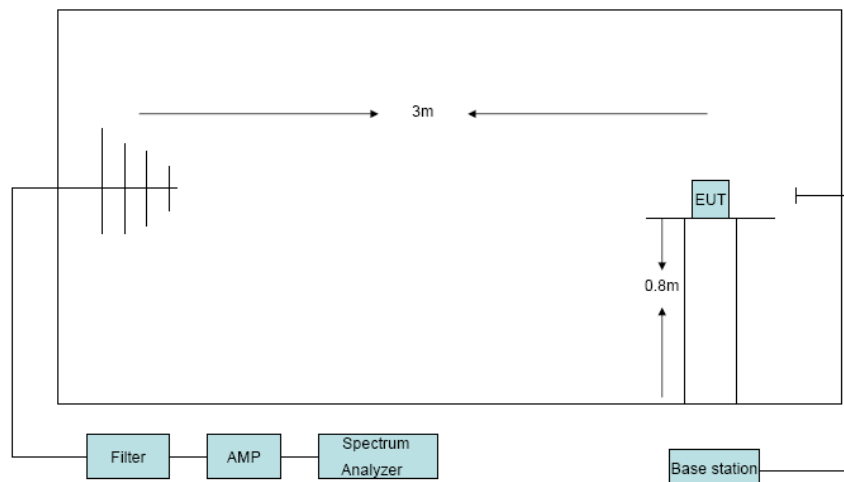 3m
EUT
0.8m
Filter
AMP
Spectrum
Analyzer
Base station